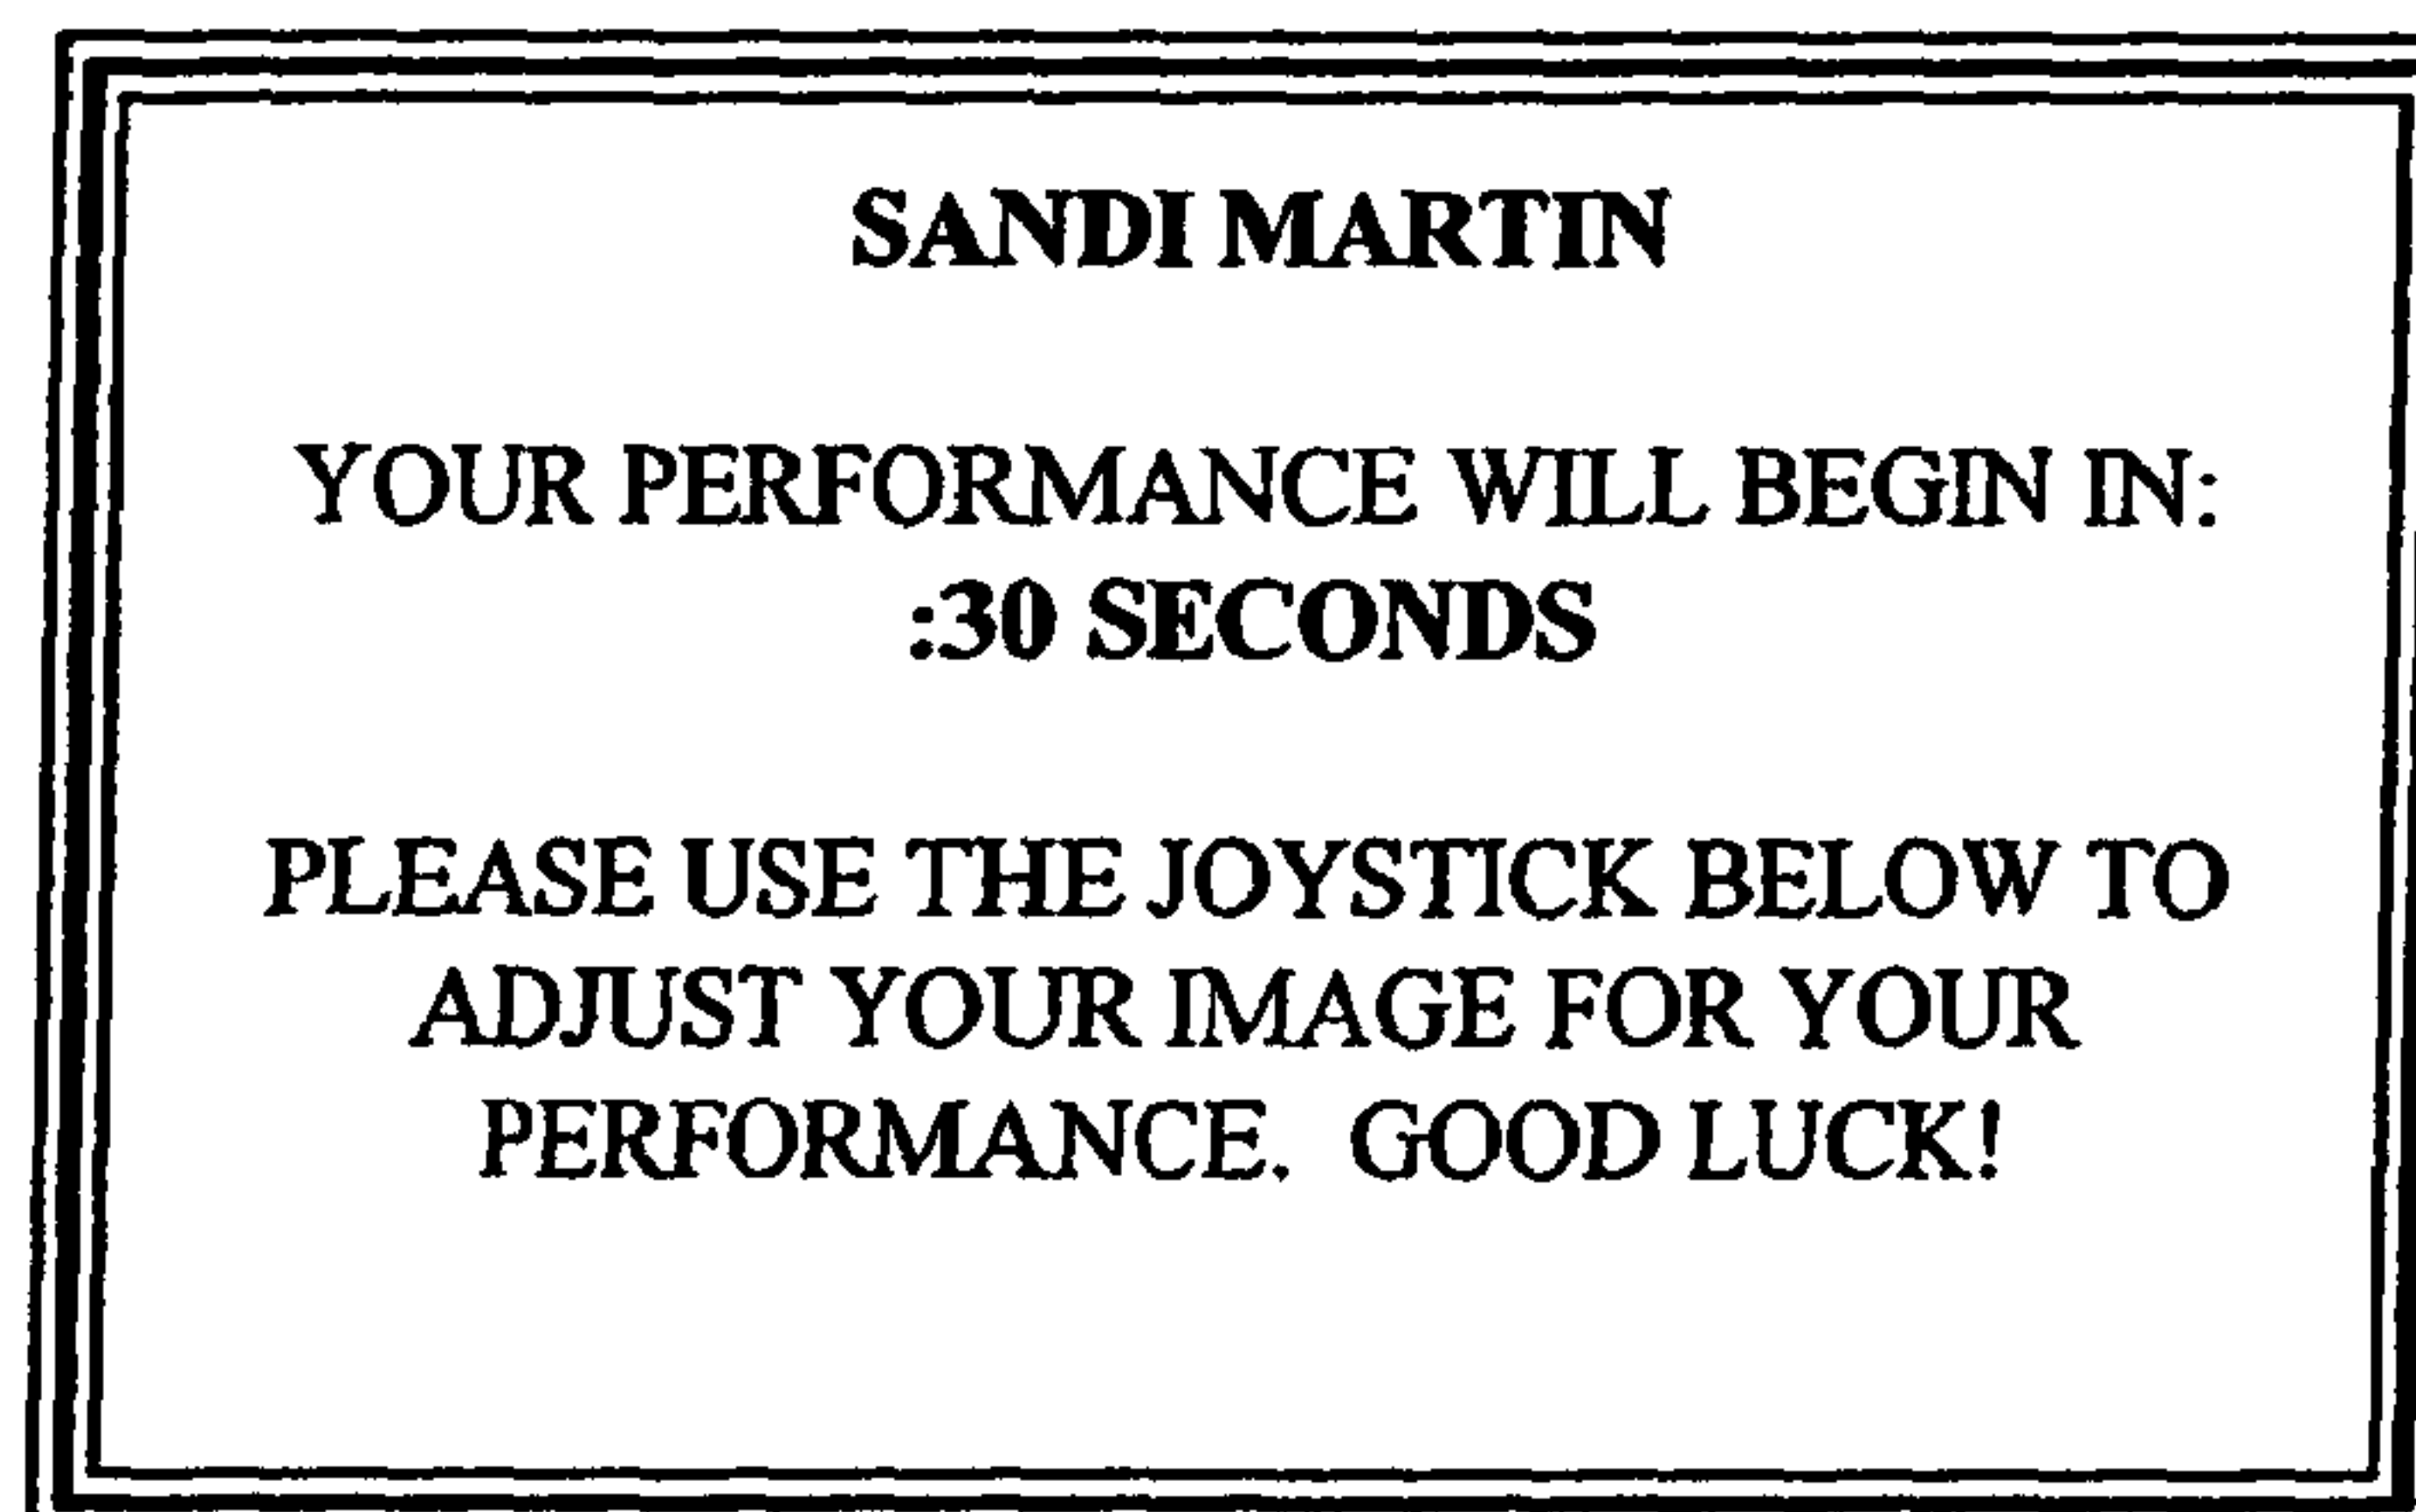 SANDI MARTIN
YOUR PERFORMANCE WILL BEGIN IN:
:30 SECONDS
PLEASE USE THE JOYSTICK BELOW TO
ADJUST YOUR IMAGE FOR YOUR
PERFORMANCE.  GOOD LUCK!